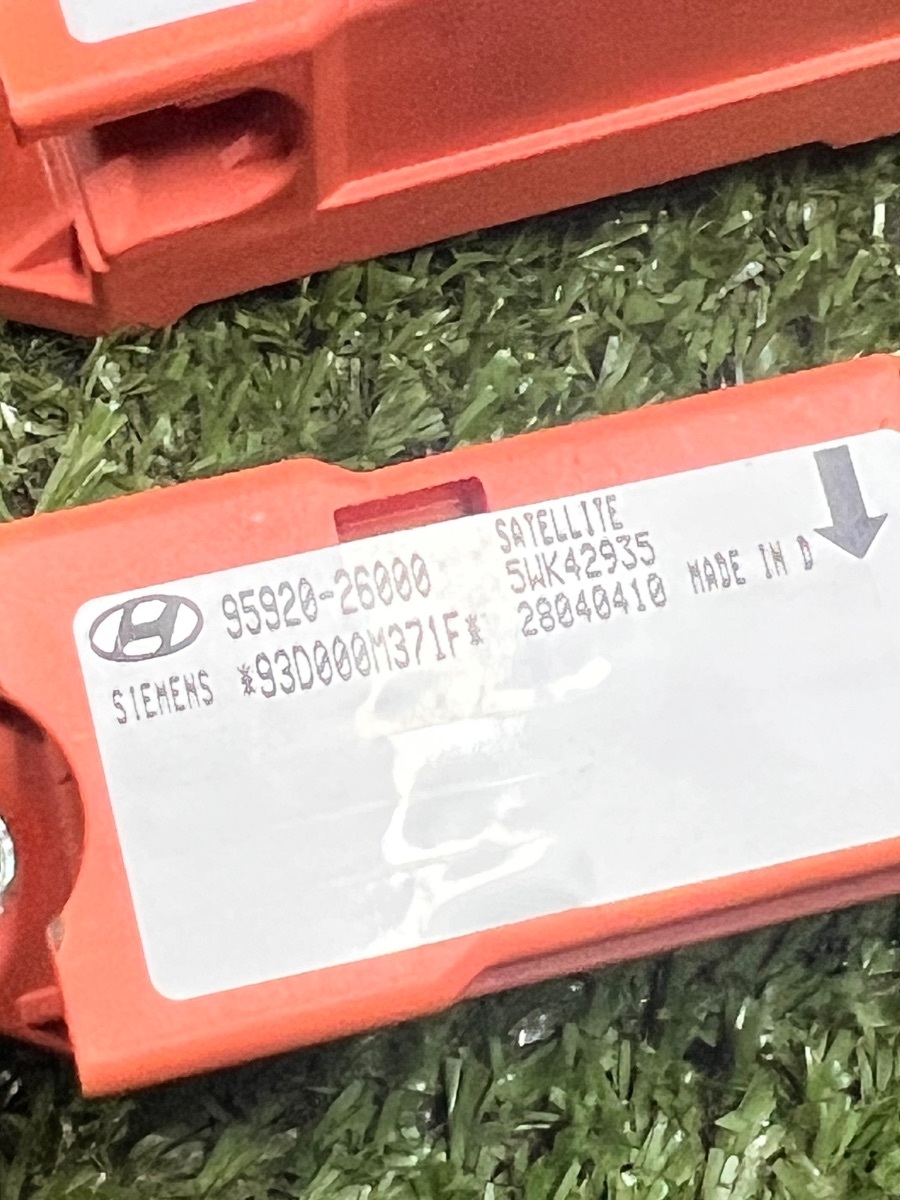 SATELLITE
95920-26000 5WK42935
SIEMENS *93D000M371F* 28040410 MADE IN D